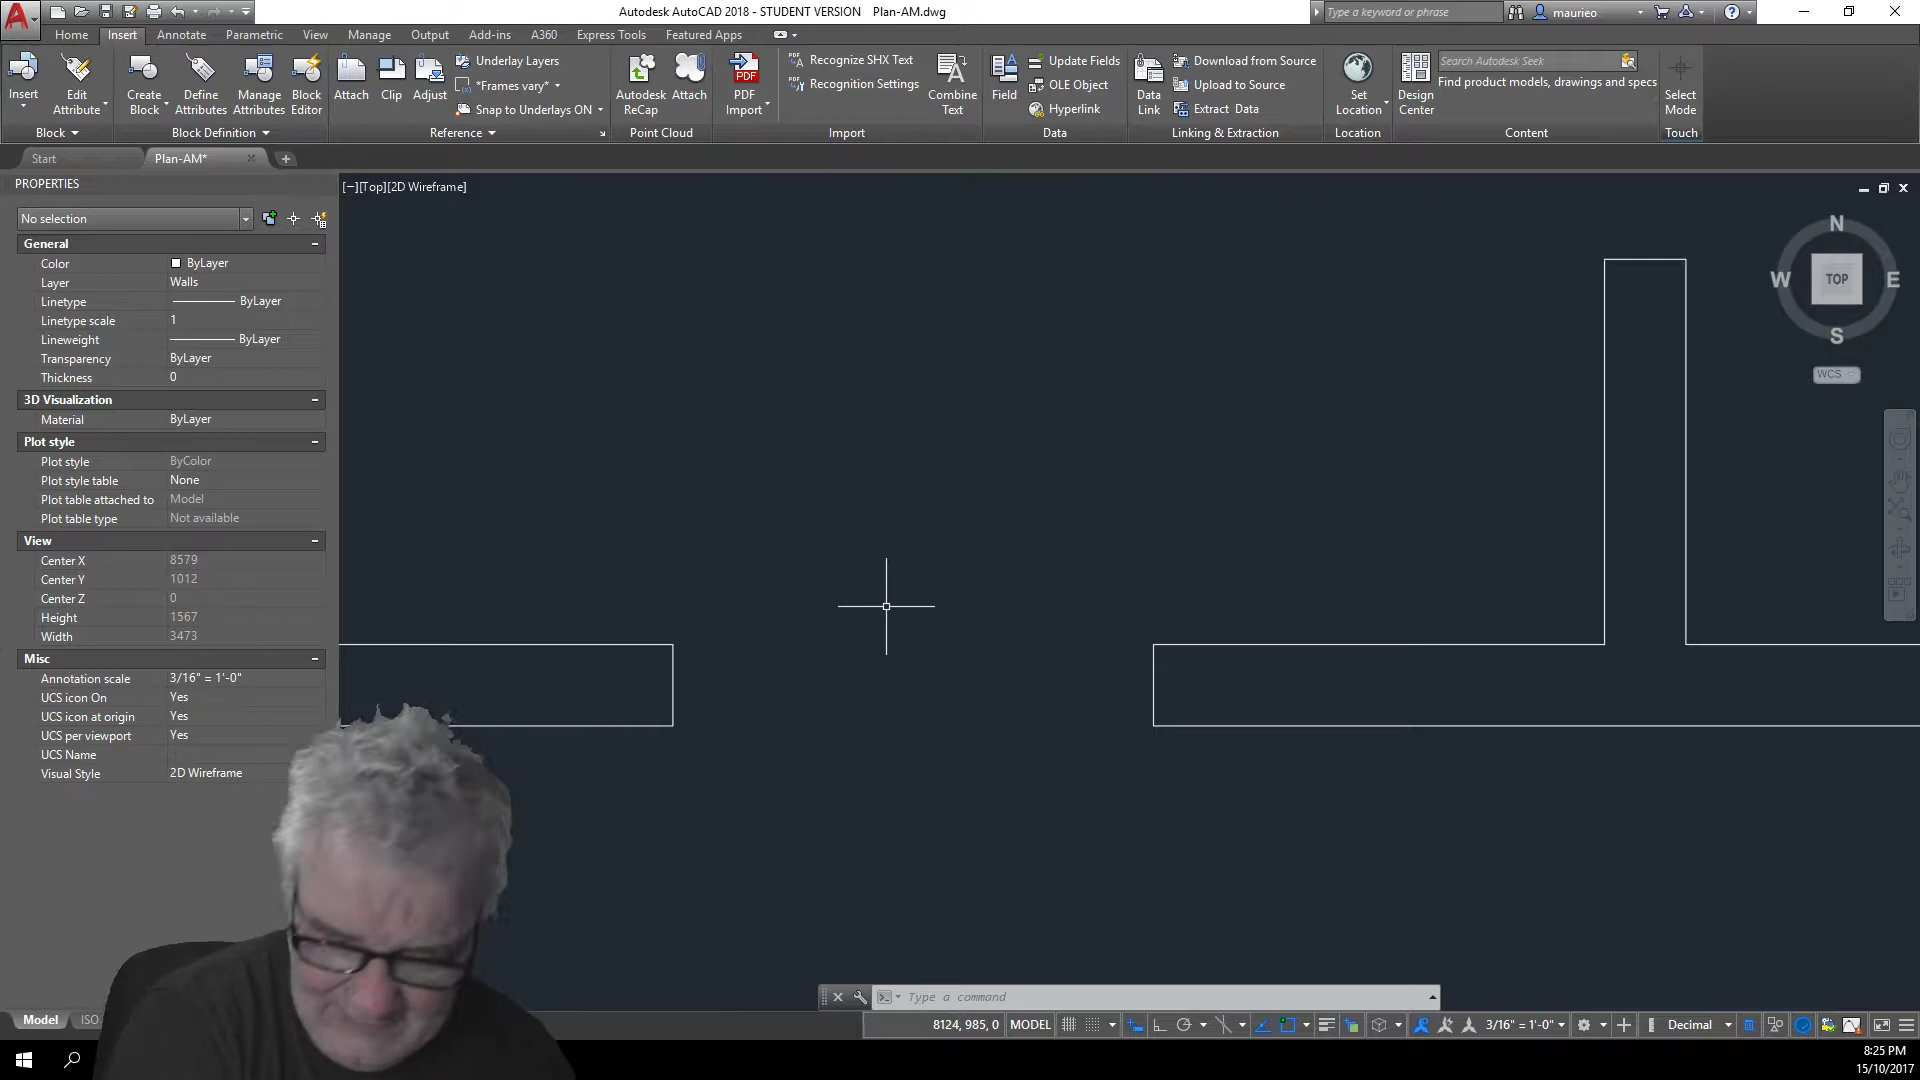 Autodesk AutoCAD 2018 - STUDENT VERSION Plan-AM.dwg
Type a keyword or phrase
maurieo
Home Insert Annotate Parametric View Manage Output Add-ins A360 Express Tools Featured Apps
Insert
Edit Attribute
Create Block
Define Attributes
Manage Attributes
Block Editor
Attach
Clip
Adjust
Underlay Layers
*Frames vary*
Snap to Underlays ON
Autodesk ReCap
Attach
PDF
PDF Import
Recognize SHX Text
Recognition Settings
Combine Text
Field
Update Fields
OLE Object
Hyperlink
Data Link
Download from Source
Upload to Source
Extract Data
Set Location
Design Center
Search Autodesk Seek
Find product models, drawings and specs
Select Mode
Block
Block Definition
Reference
Point Cloud
Import
Data
Linking & Extraction
Location
Content
Touch
Start
Plan-AM*
PROPERTIES
[−][Top][2D Wireframe]
No selection
General
Color ByLayer
Layer Walls
Linetype ByLayer
Linetype scale 1
Lineweight ByLayer
Transparency ByLayer
Thickness 0
3D Visualization
Material ByLayer
Plot style
Plot style ByColor
Plot style table None
Plot table attached to Model
Plot table type Not available
View
Center X 8579
Center Y 1012
Center Z 0
Height 1567
Width 3473
Misc
Annotation scale 3/16" = 1'-0"
UCS icon On Yes
UCS icon at origin Yes
UCS per viewport Yes
UCS Name
Visual Style 2D Wireframe
N
W TOP E
S
WCS
Type a command
Model
ISO
8124, 985, 0 MODEL
3/16" = 1'-0"
Decimal
8:25 PM
15/10/2017